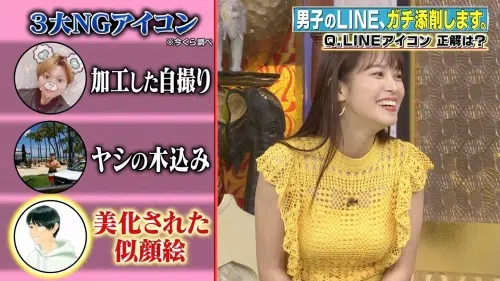 3大NGアイコン
※今くら調べ
加工した自撮り
ヤシの木込み
美化された
似顔絵
男子のLINE、ガチ添削します。
Q.LINEアイコン 正解は?